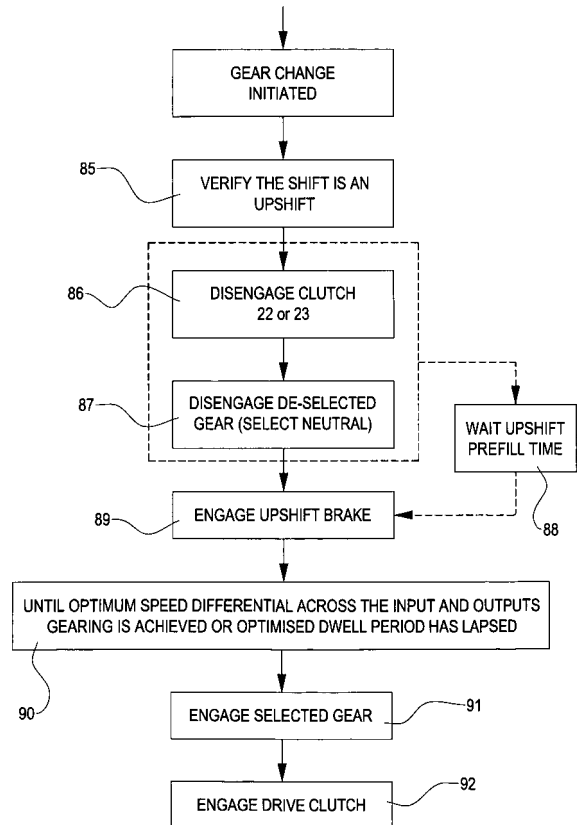 GEAR CHANGE
INITIATED
85
VERIFY THE SHIFT IS AN
UPSHIFT
86
DISENGAGE CLUTCH
22 or 23
87
DISENGAGE DE-SELECTED
GEAR (SELECT NEUTRAL)
WAIT UPSHIFT
PREFILL TIME
88
89
ENGAGE UPSHIFT BRAKE
UNTIL OPTIMUM SPEED DIFFERENTIAL ACROSS THE INPUT AND OUTPUTS
GEARING IS ACHIEVED OR OPTIMISED DWELL PERIOD HAS LAPSED
90
ENGAGE SELECTED GEAR
91
ENGAGE DRIVE CLUTCH
92